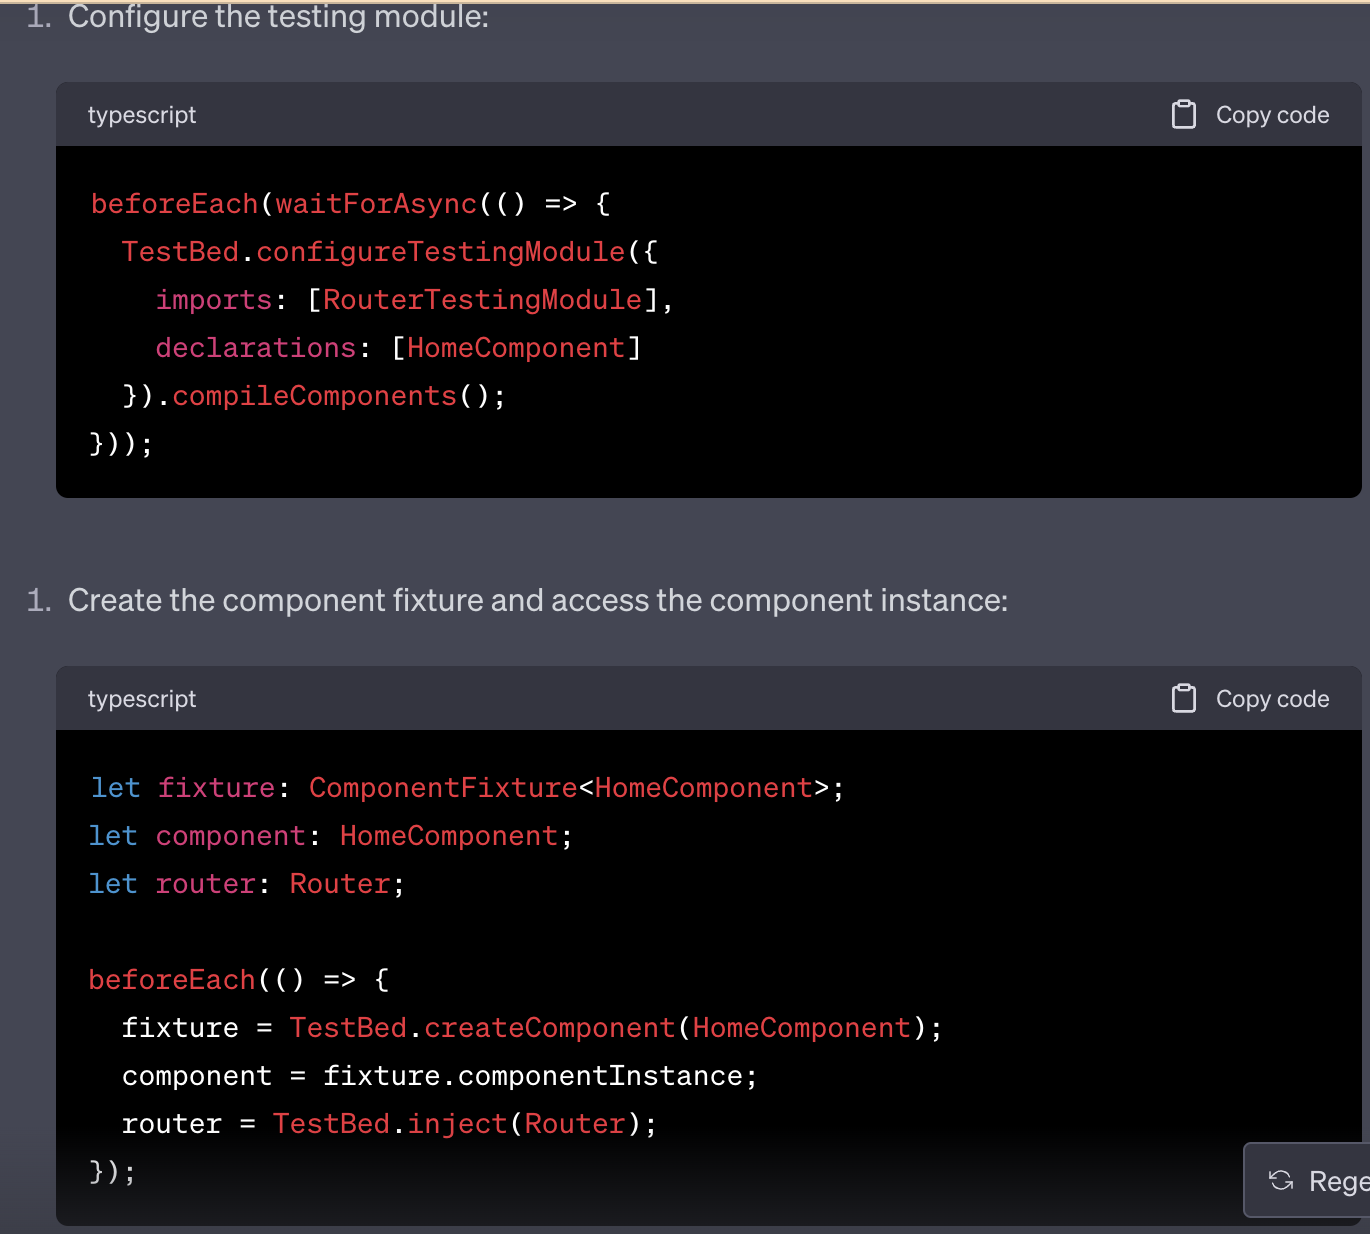 1. Configure the testing module:
typescript
Copy code
beforeEach(waitForAsync(() => {
  TestBed.configureTestingModule({
    imports: [RouterTestingModule],
    declarations: [HomeComponent]
  }).compileComponents();
}));
1. Create the component fixture and access the component instance:
typescript
Copy code
let fixture: ComponentFixture<HomeComponent>;
let component: HomeComponent;
let router: Router;
beforeEach(() => {
  fixture = TestBed.createComponent(HomeComponent);
  component = fixture.componentInstance;
  router = TestBed.inject(Router);
});
Rege